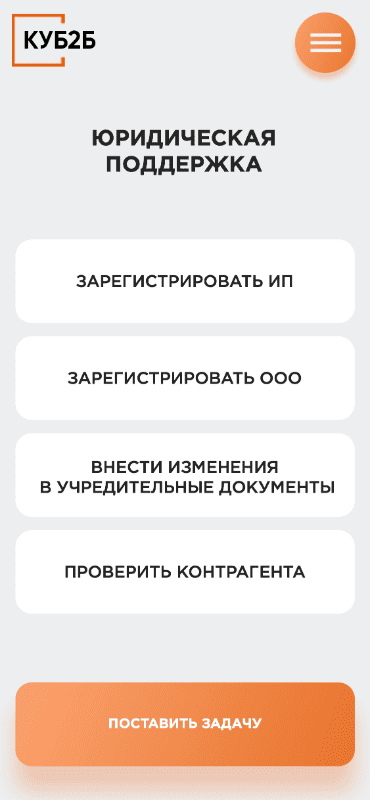 КУБ2Б
ЮРИДИЧЕСКАЯ
ПОДДЕРЖКА
ЗАРЕГИСТРИРОВАТЬ ИП
ЗАРЕГИСТРИРОВАТЬ ООО
ВНЕСТИ ИЗМЕНЕНИЯ
В УЧРЕДИТЕЛЬНЫЕ ДОКУМЕНТЫ
ПРОВЕРИТЬ КОНТРАГЕНТА
ПОСТАВИТЬ ЗАДАЧУ